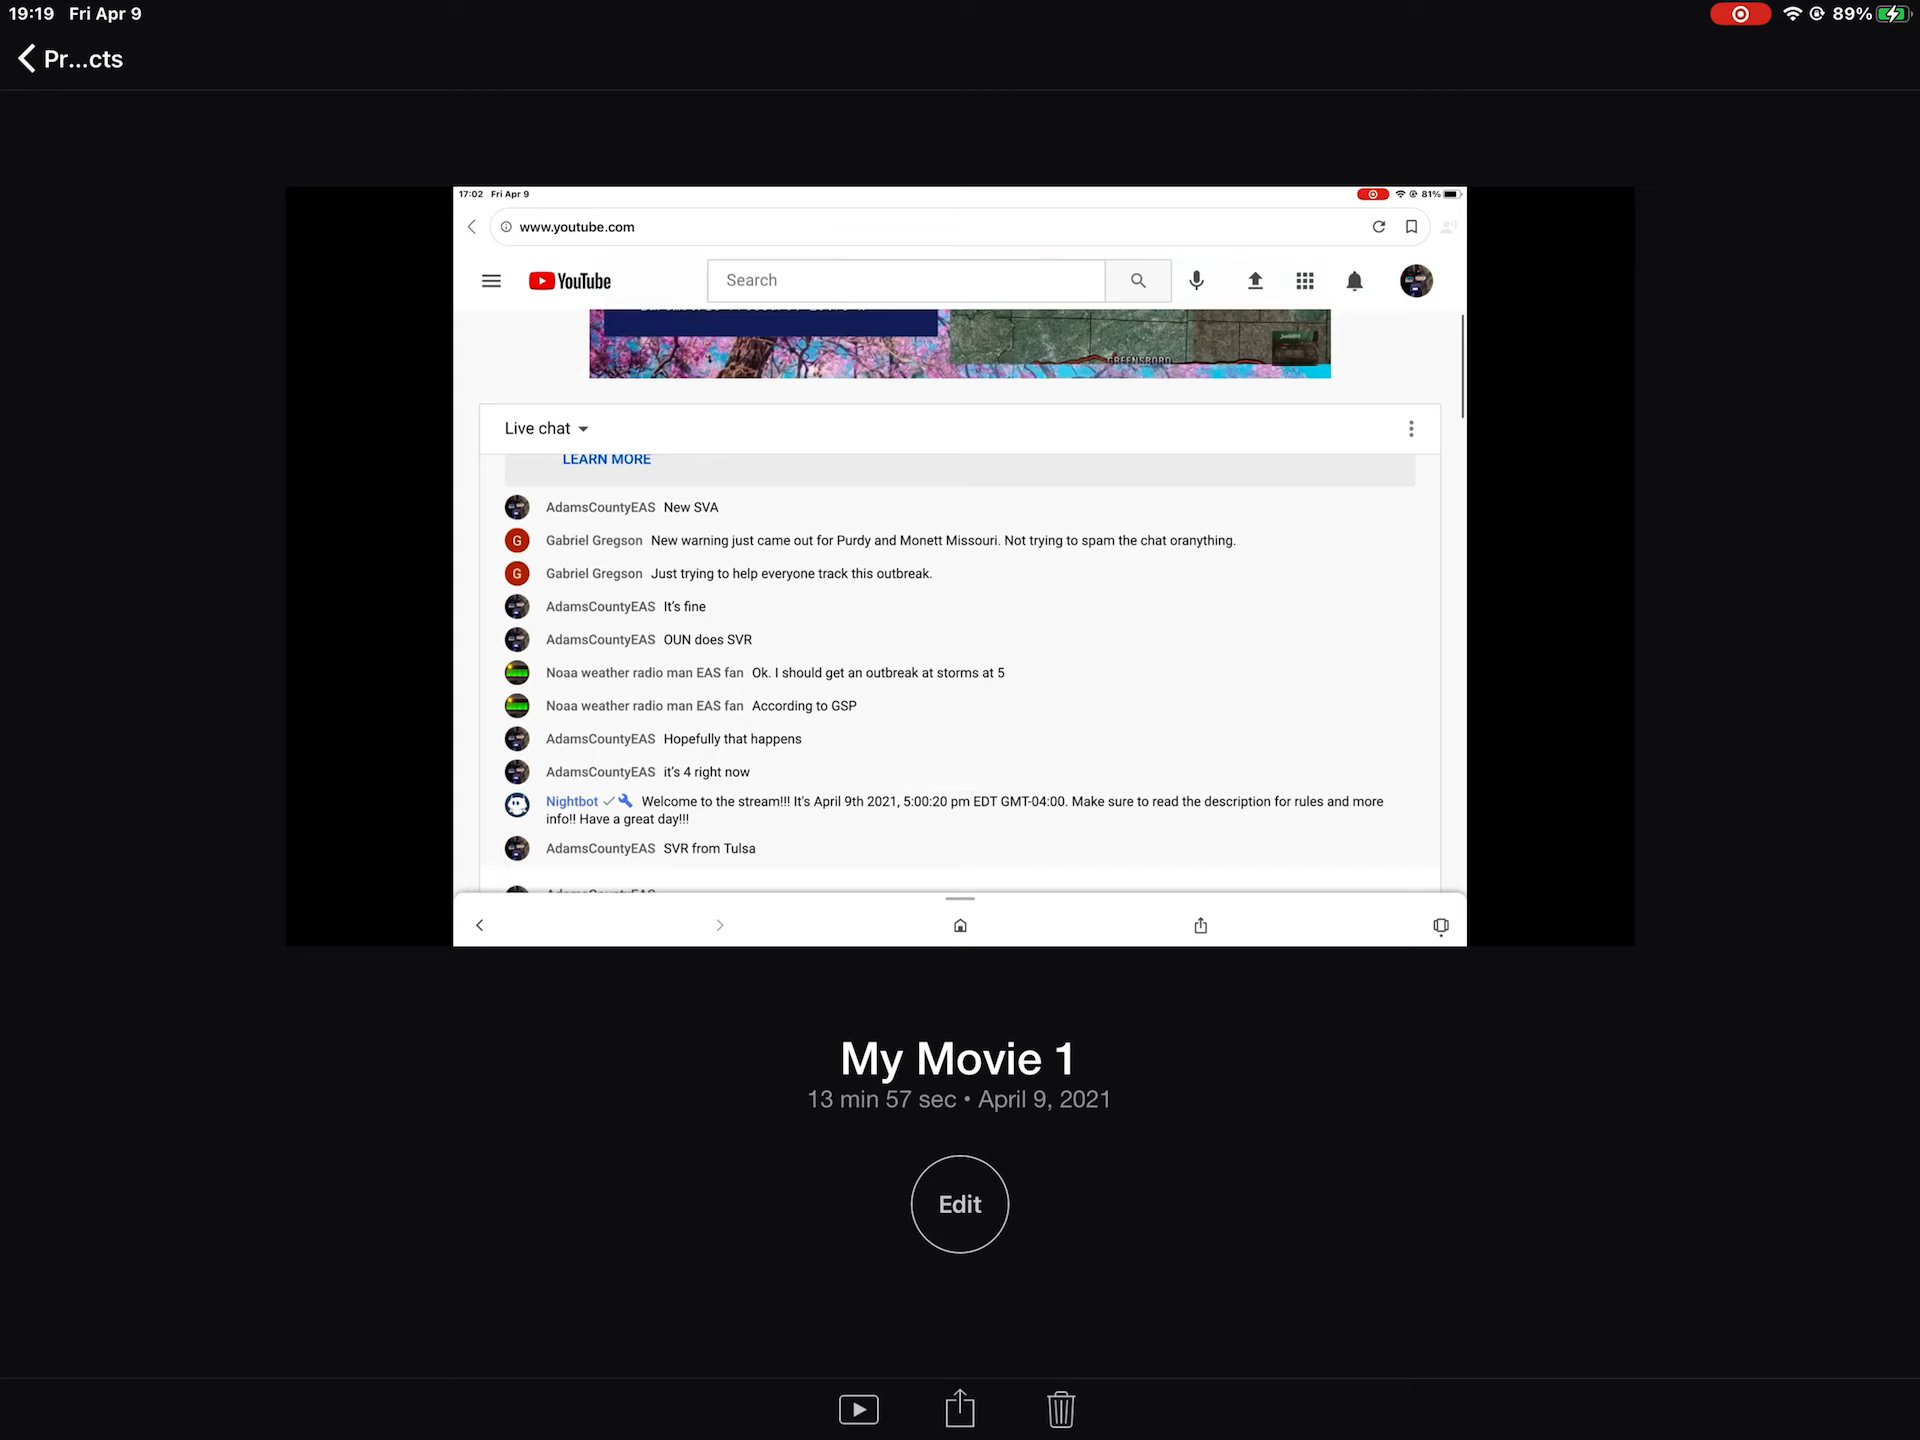 19:19 Fri Apr 9
89%
Pr...cts
17:02 Fri Apr 9
81%
www.youtube.com
YouTube
Search
GREENSBORO
Live chat
LEARN MORE
AdamsCountyEAS New SVA
G Gabriel Gregson New warning just came out for Purdy and Monett Missouri. Not trying to spam the chat oranything.
G Gabriel Gregson Just trying to help everyone track this outbreak.
AdamsCountyEAS It's fine
AdamsCountyEAS OUN does SVR
Noaa weather radio man EAS fan Ok. I should get an outbreak at storms at 5
Noaa weather radio man EAS fan According to GSP
AdamsCountyEAS Hopefully that happens
AdamsCountyEAS it's 4 right now
Nightbot Welcome to the stream!!! It's April 9th 2021, 5:00:20 pm EDT GMT-04:00. Make sure to read the description for rules and more
info!! Have a great day!!!
AdamsCountyEAS SVR from Tulsa
AdamsCountyEAS
My Movie 1
13 min 57 sec • April 9, 2021
Edit